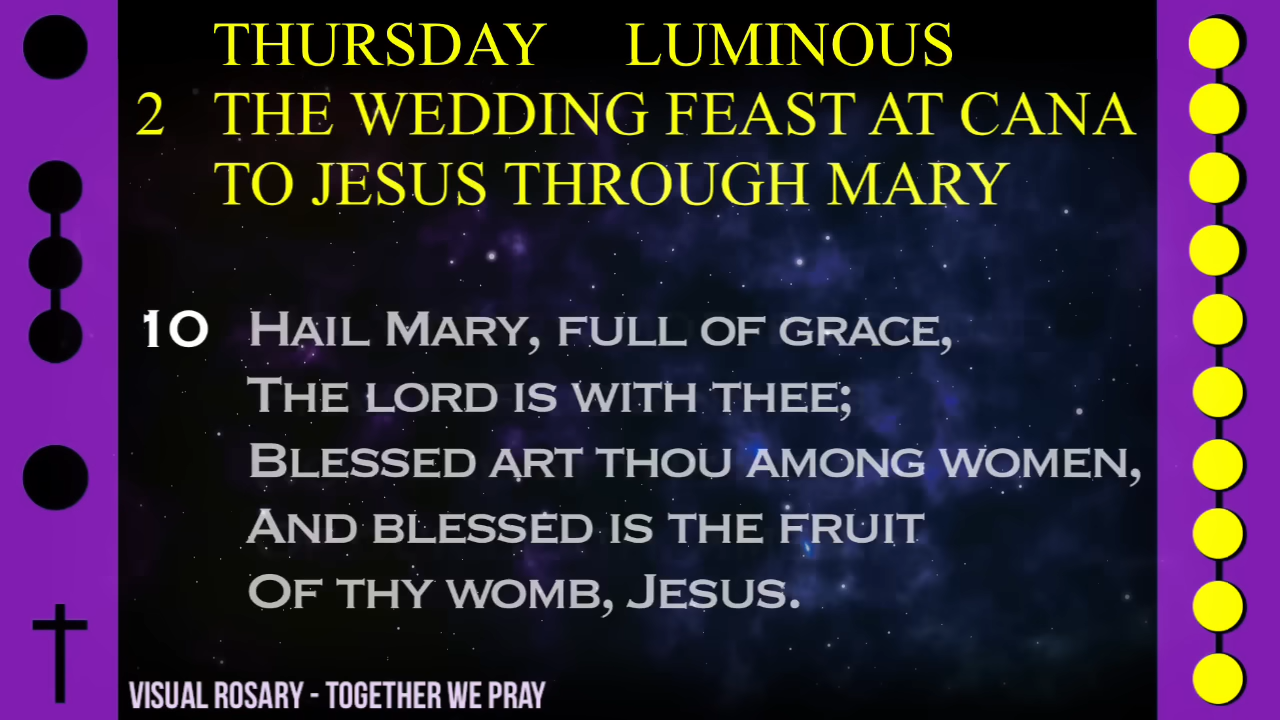 THURSDAY LUMINOUS
2 THE WEDDING FEAST AT CANA
TO JESUS THROUGH MARY
10 HAIL MARY, FULL OF GRACE,
THE LORD IS WITH THEE;
BLESSED ART THOU AMONG WOMEN,
AND BLESSED IS THE FRUIT
OF THY WOMB, JESUS.
VISUAL ROSARY - TOGETHER WE PRAY